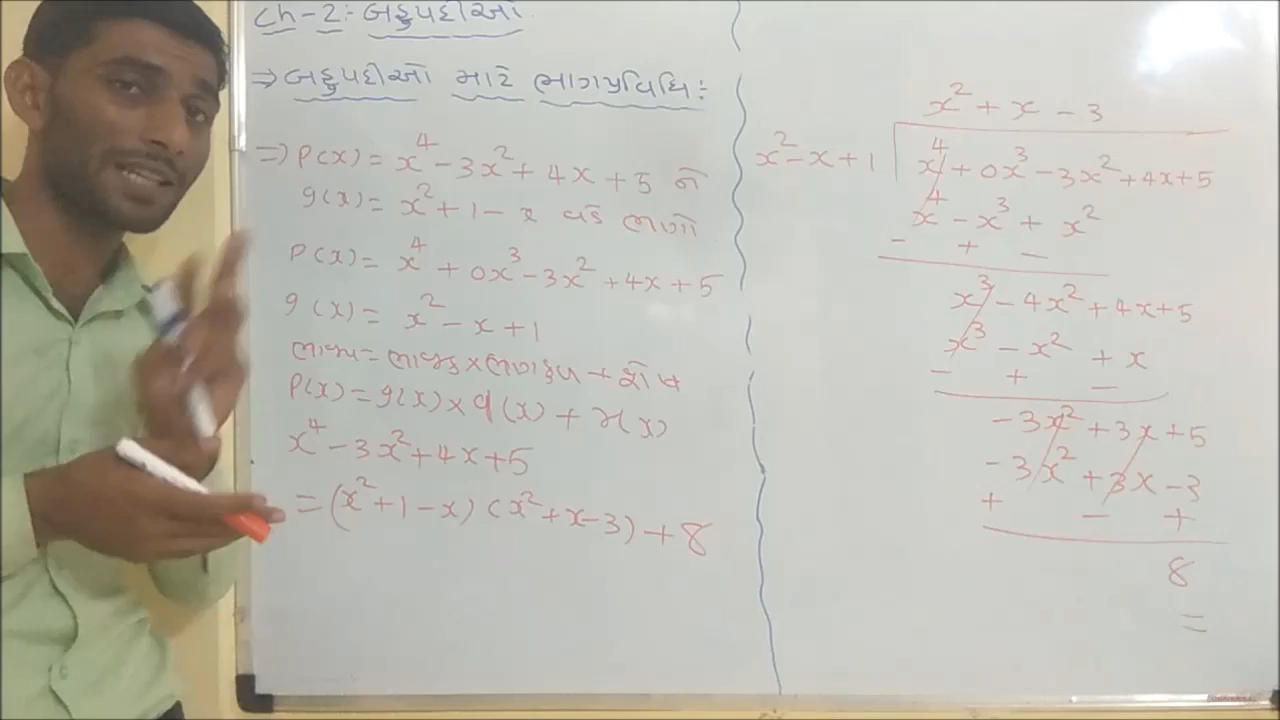 Ch-2: બહુપદીઓ
⇒ બહુપદીઓ માટે ભાગપ્રવિધિ:
⇒) P(x) = x⁴ - 3x² + 4x + 5 ને
g(x) = x² + 1 - x વડે ભાગો
P(x) = x⁴ + 0x³ - 3x² + 4x + 5
g(x) = x² - x + 1
ભાજ્ય = ભાજક × ભાગફળ + શેષ
P(x) = g(x) × q(x) + r(x)
x⁴ - 3x² + 4x + 5
= (x² + 1 - x) (x² + x - 3) + 8
x² + x - 3
x² - x + 1 x⁴ + 0x³ - 3x² + 4x + 5
x⁴ - x³ + x²
- + -
x³ - 4x² + 4x + 5
x³ - x² + x
- + -
-3x² + 3x + 5
-3x² + 3x - 3
+ - +
8
=